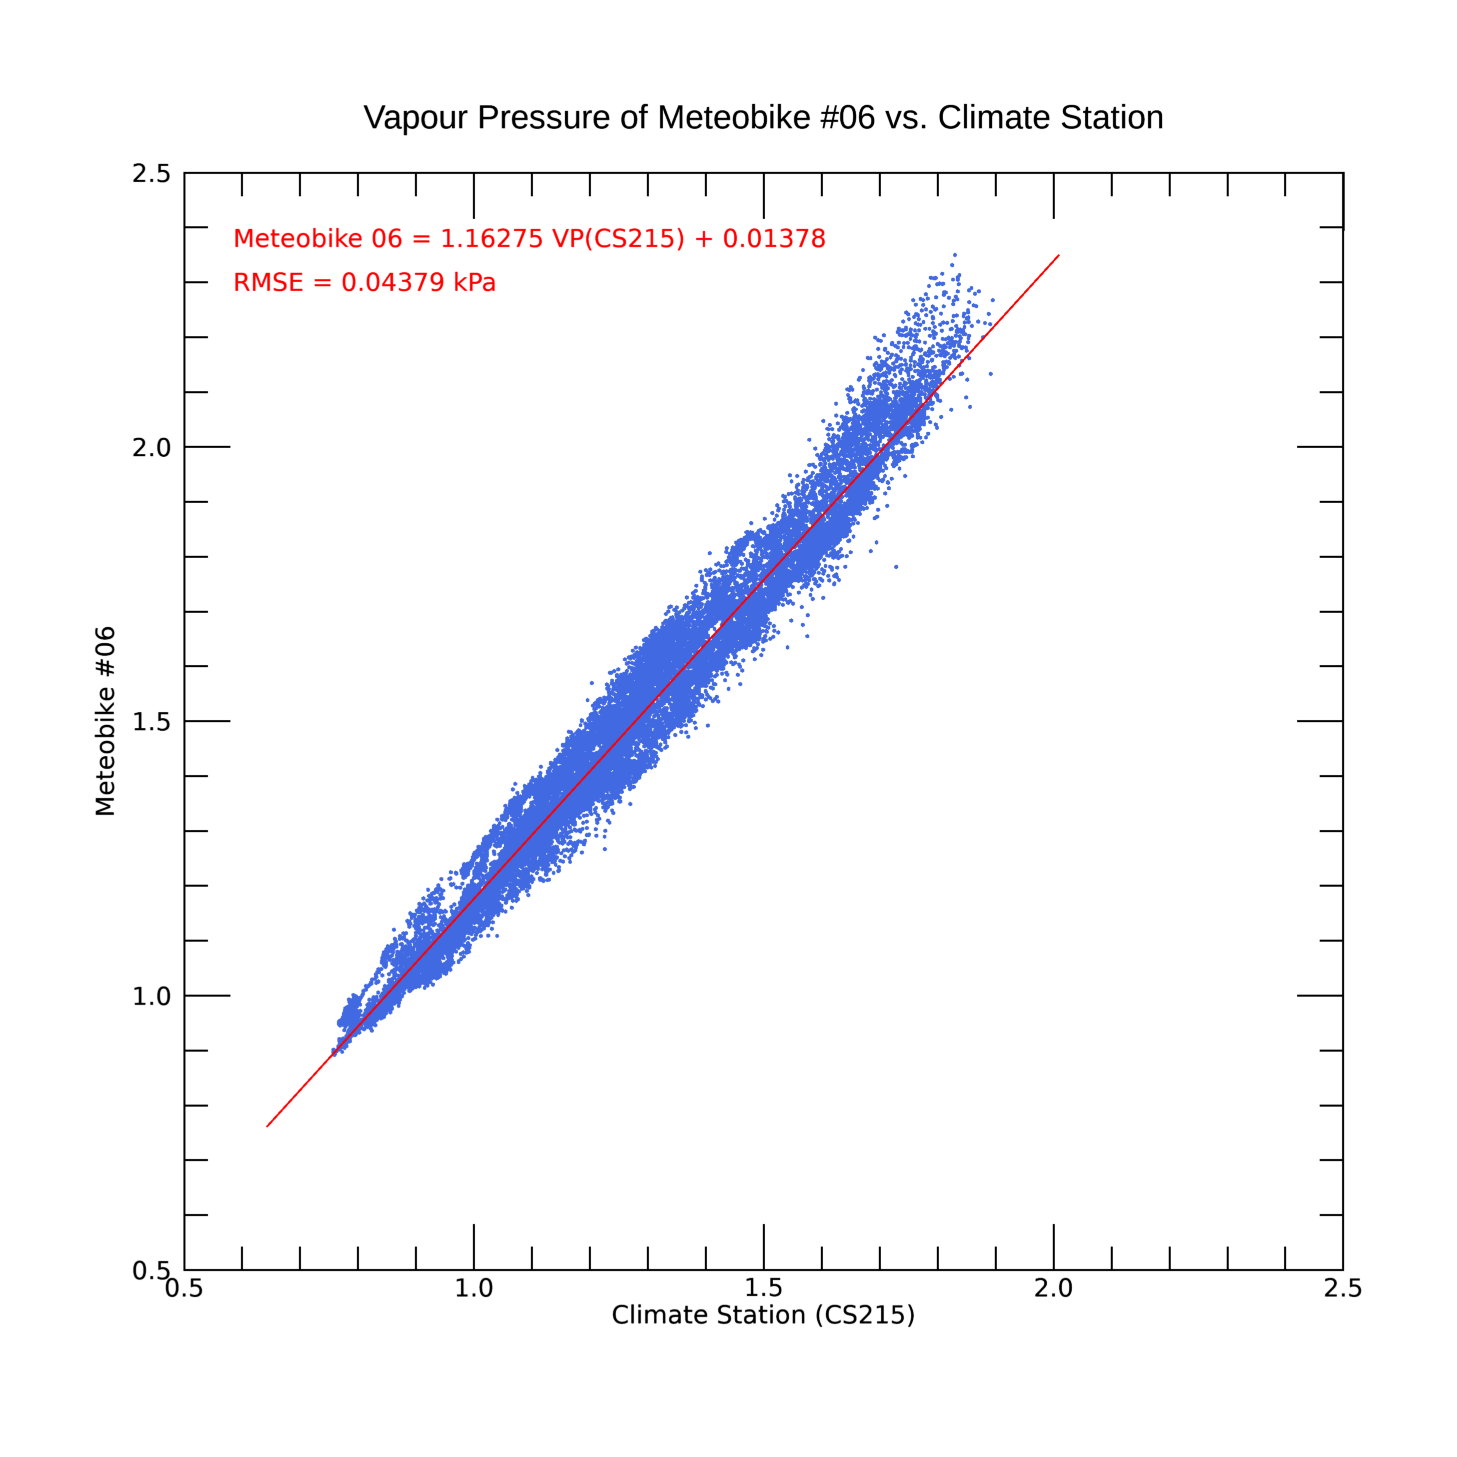 Vapour Pressure of Meteobike #06 vs. Climate Station
2.5
Meteobike 06 = 1.16275 VP(CS215) + 0.01378
RMSE = 0.04379 kPa
2.0
Meteobike #06
1.5
1.0
0.5
0.5 1.0 1.5 2.0 2.5
Climate Station (CS215)